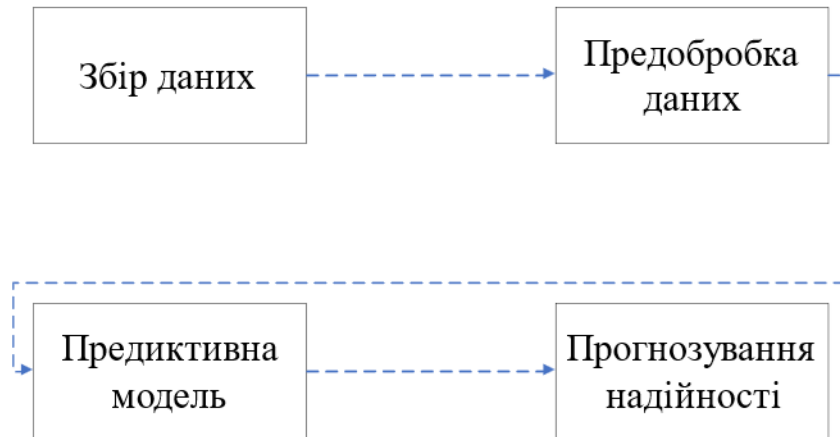 Збір даних
Предобробка
даних
Предиктивна
модель
Прогнозування
надійності